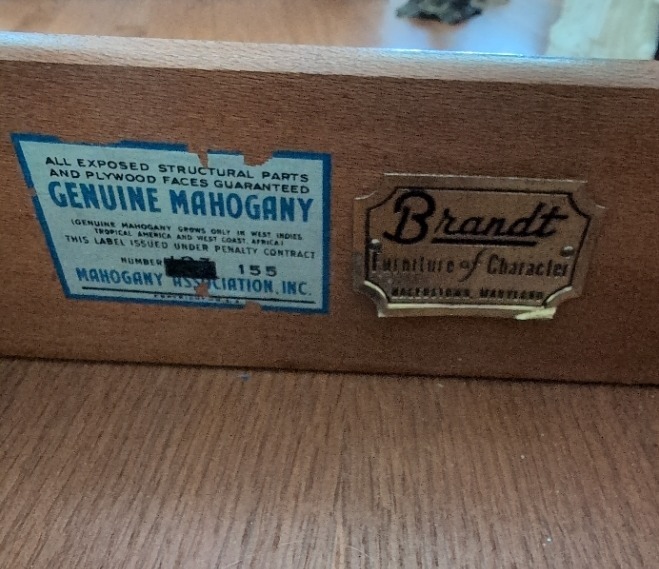 ALL EXPOSED STRUCTURAL PARTS
AND PLYWOOD FACES GUARANTEED
GENUINE MAHOGANY
(GENUINE MAHOGANY GROWS ONLY IN WEST INDIES,
TROPICAL AMERICA AND WEST COAST, AFRICA.)
THIS LABEL ISSUED UNDER PENALTY CONTRACT
NUMBER 155
MAHOGANY ASSOCIATION, INC.
Brandt
Furniture of Character
HAGERSTOWN, MARYLAND